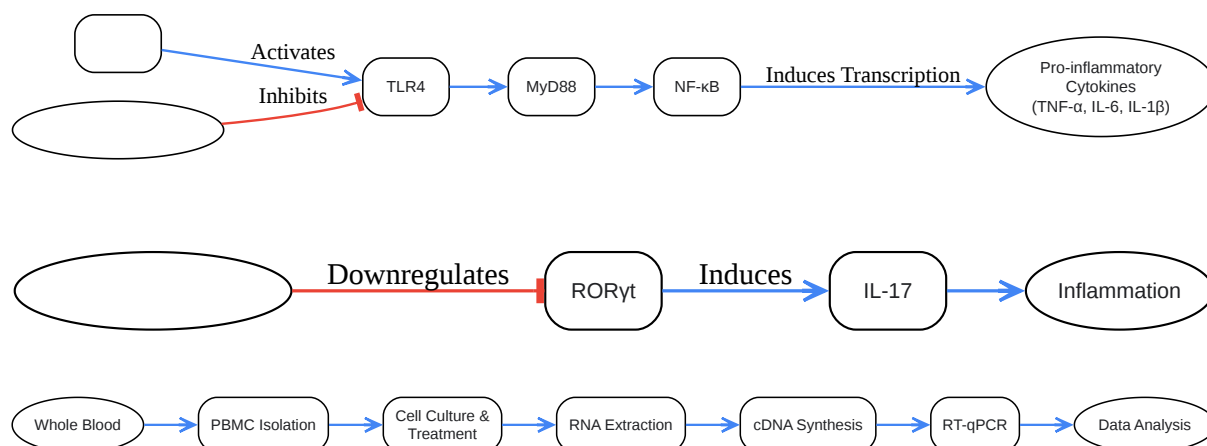 Activates
Inhibits
TLR4
MyD88
NF-κB
Induces Transcription
Pro-inflammatory
Cytokines
(TNF-α, IL-6, IL-1β)
Downregulates
RORγt
Induces
IL-17
Inflammation
Whole Blood
PBMC Isolation
Cell Culture &
Treatment
RNA Extraction
cDNA Synthesis
RT-qPCR
Data Analysis